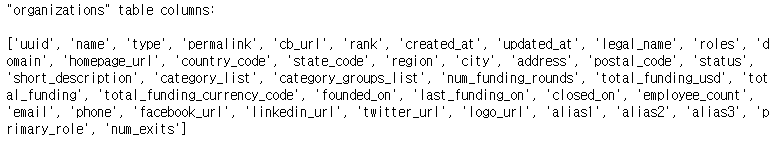 "organizations" table columns:
['uuid', 'name', 'type', 'permalink', 'cb_url', 'rank', 'created_at', 'updated_at', 'legal_name', 'roles', 'd
omain', 'homepage_url', 'country_code', 'state_code', 'region', 'city', 'address', 'postal_code', 'status',
'short_description', 'category_list', 'category_groups_list', 'num_funding_rounds', 'total_funding_usd', 'tot
al_funding', 'total_funding_currency_code', 'founded_on', 'last_funding_on', 'closed_on', 'employee_count',
'email', 'phone', 'facebook_url', 'linkedin_url', 'twitter_url', 'logo_url', 'alias1', 'alias2', 'alias3', 'p
rimary_role', 'num_exits']